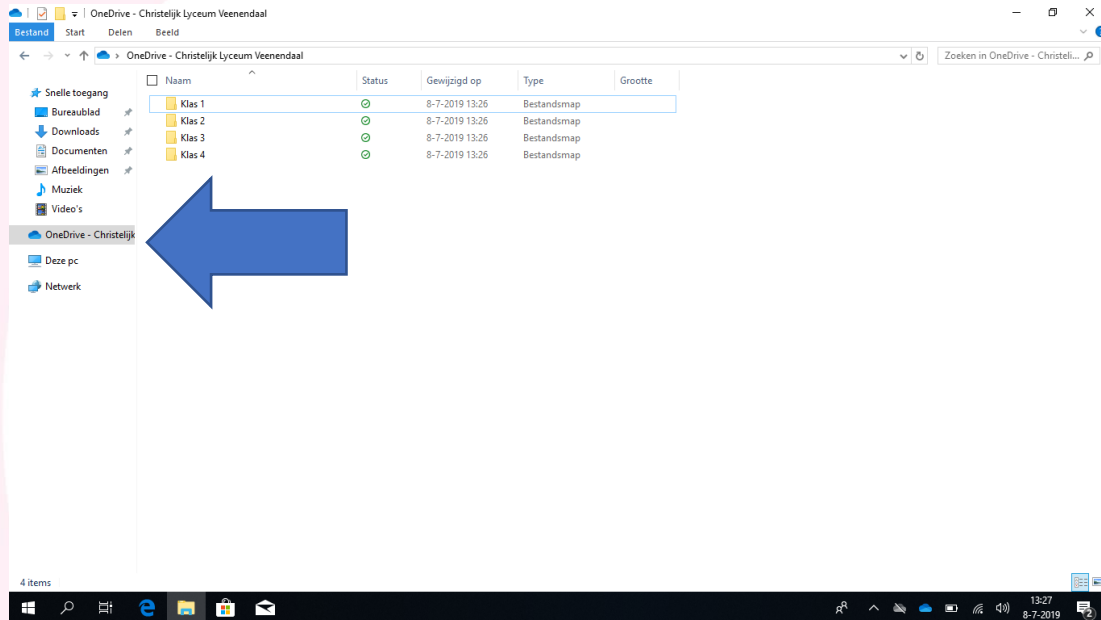 OneDrive - Christelijk Lyceum Veenendaal
Bestand Start Delen Beeld
OneDrive - Christelijk Lyceum Veenendaal
Zoeken in OneDrive - Christeli...
Naam Status Gewijzigd op Type Grootte
Snelle toegang
Bureaublad
Downloads
Documenten
Afbeeldingen
Muziek
Video's
OneDrive - Christelijk
Deze pc
Netwerk
Klas 1 8-7-2019 13:26 Bestandsmap
Klas 2 8-7-2019 13:26 Bestandsmap
Klas 3 8-7-2019 13:26 Bestandsmap
Klas 4 8-7-2019 13:26 Bestandsmap
4 items
13:27
8-7-2019
2